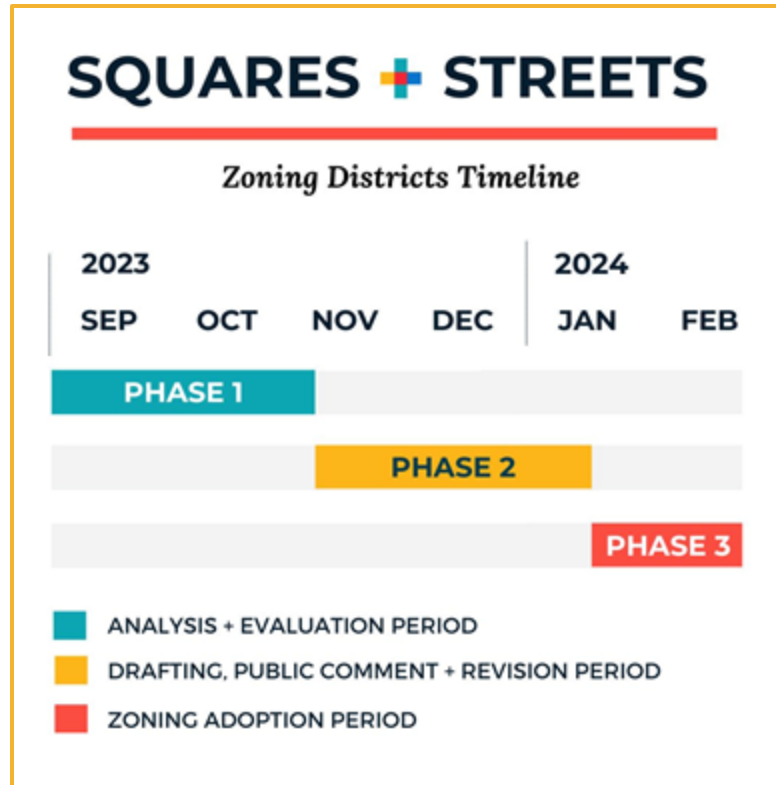 SQUARES + STREETS
Zoning Districts Timeline
2023 2024
SEP OCT NOV DEC JAN FEB
PHASE 1
PHASE 2
PHASE 3
ANALYSIS + EVALUATION PERIOD
DRAFTING, PUBLIC COMMENT + REVISION PERIOD
ZONING ADOPTION PERIOD